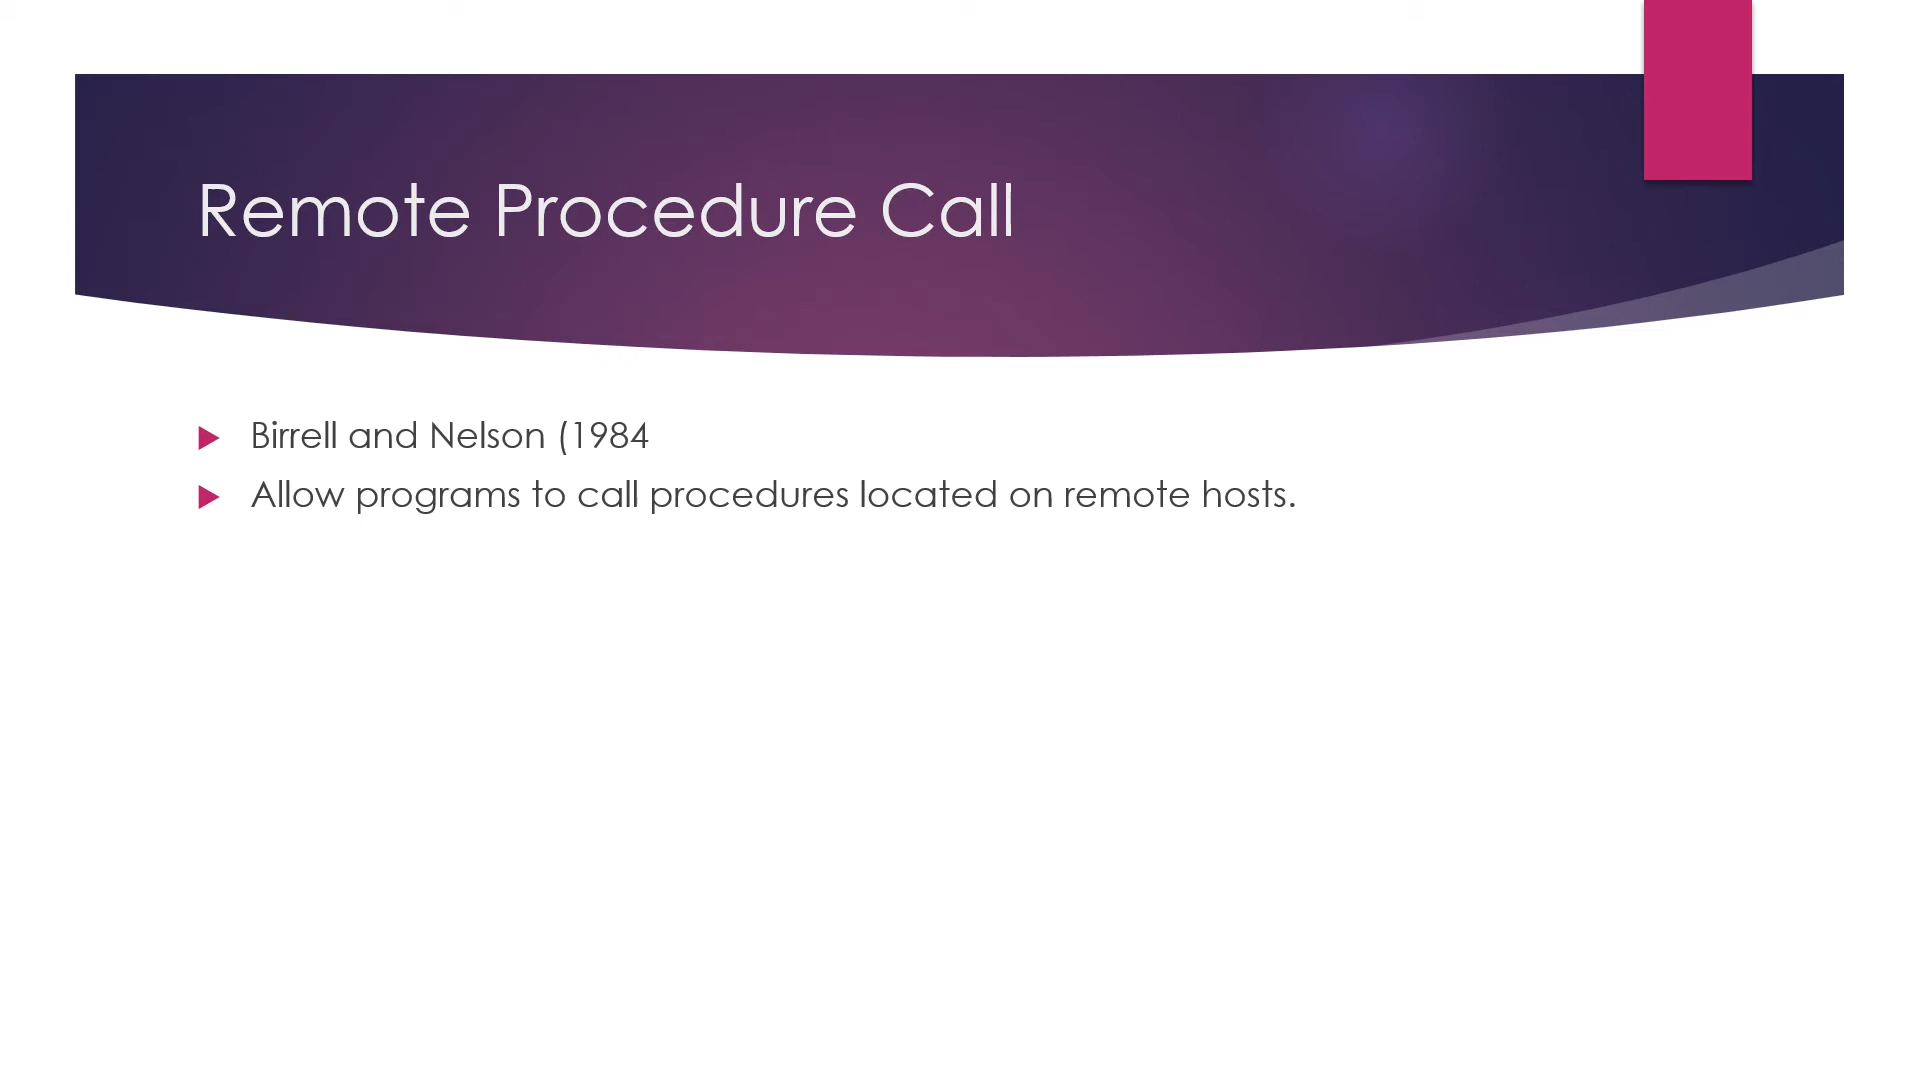 Remote Procedure Call
Birrell and Nelson (1984
Allow programs to call procedures located on remote hosts.